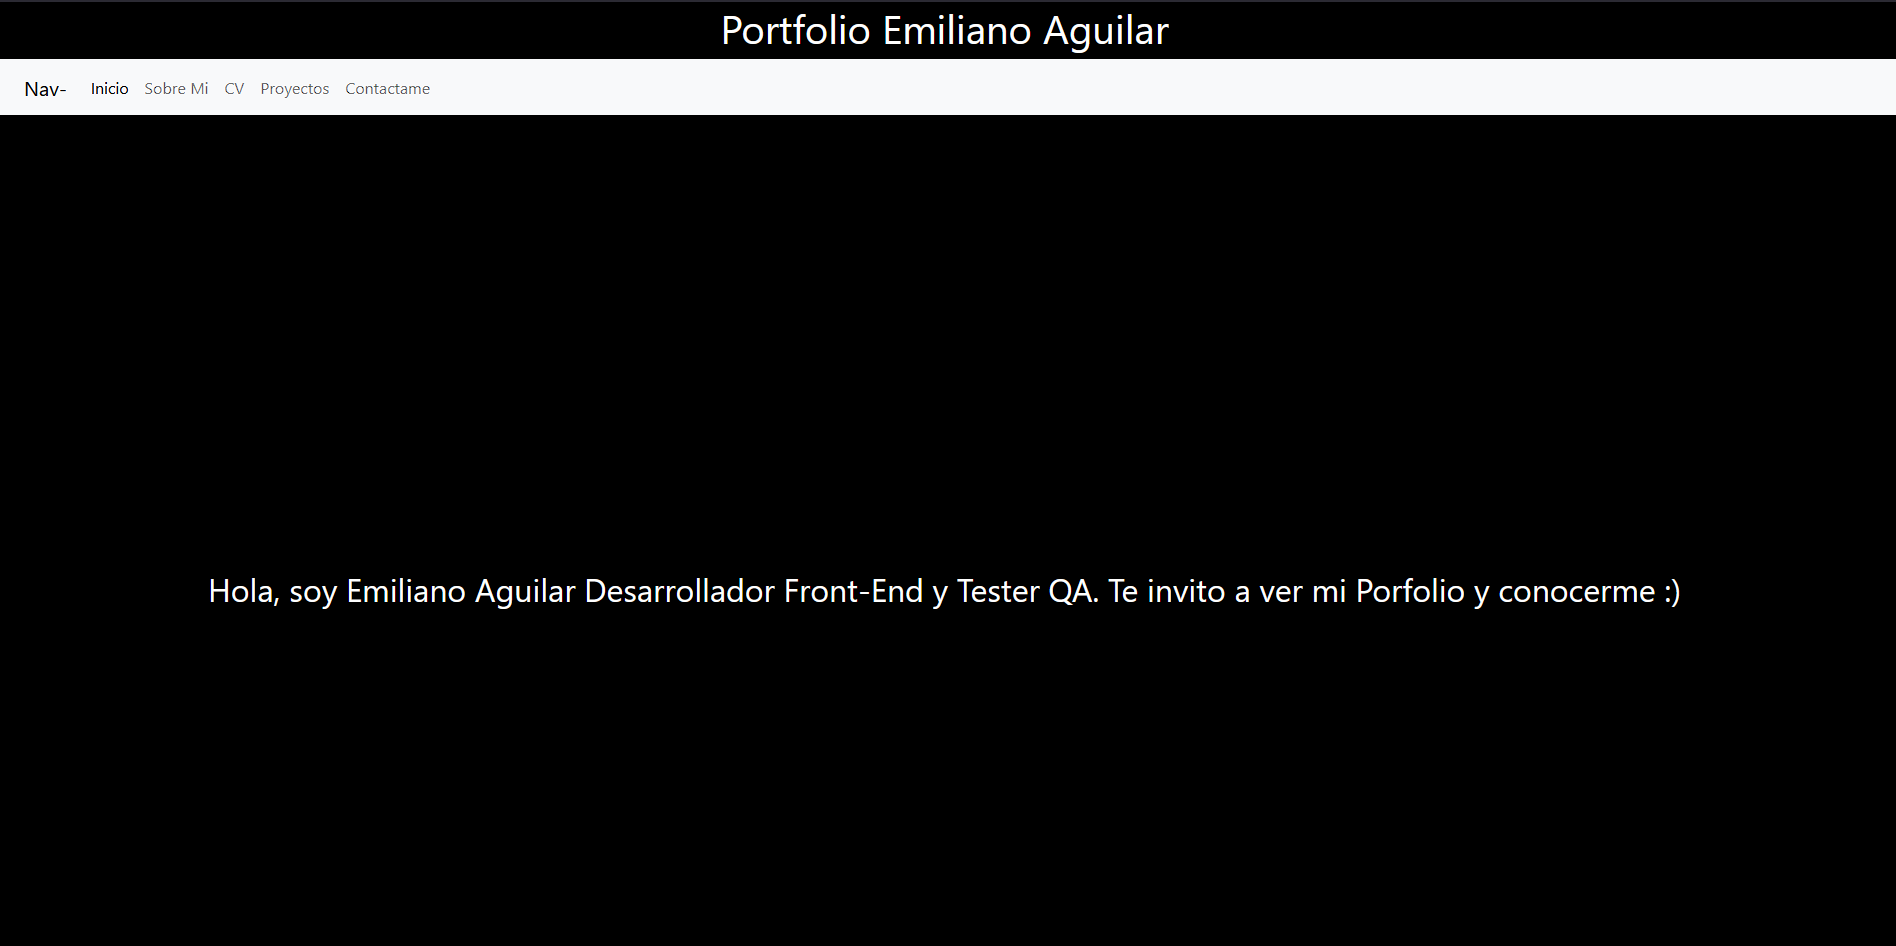 Portfolio Emiliano Aguilar
Nav- Inicio Sobre Mi CV Proyectos Contactame
Hola, soy Emiliano Aguilar Desarrollador Front-End y Tester QA. Te invito a ver mi Porfolio y conocerme :)